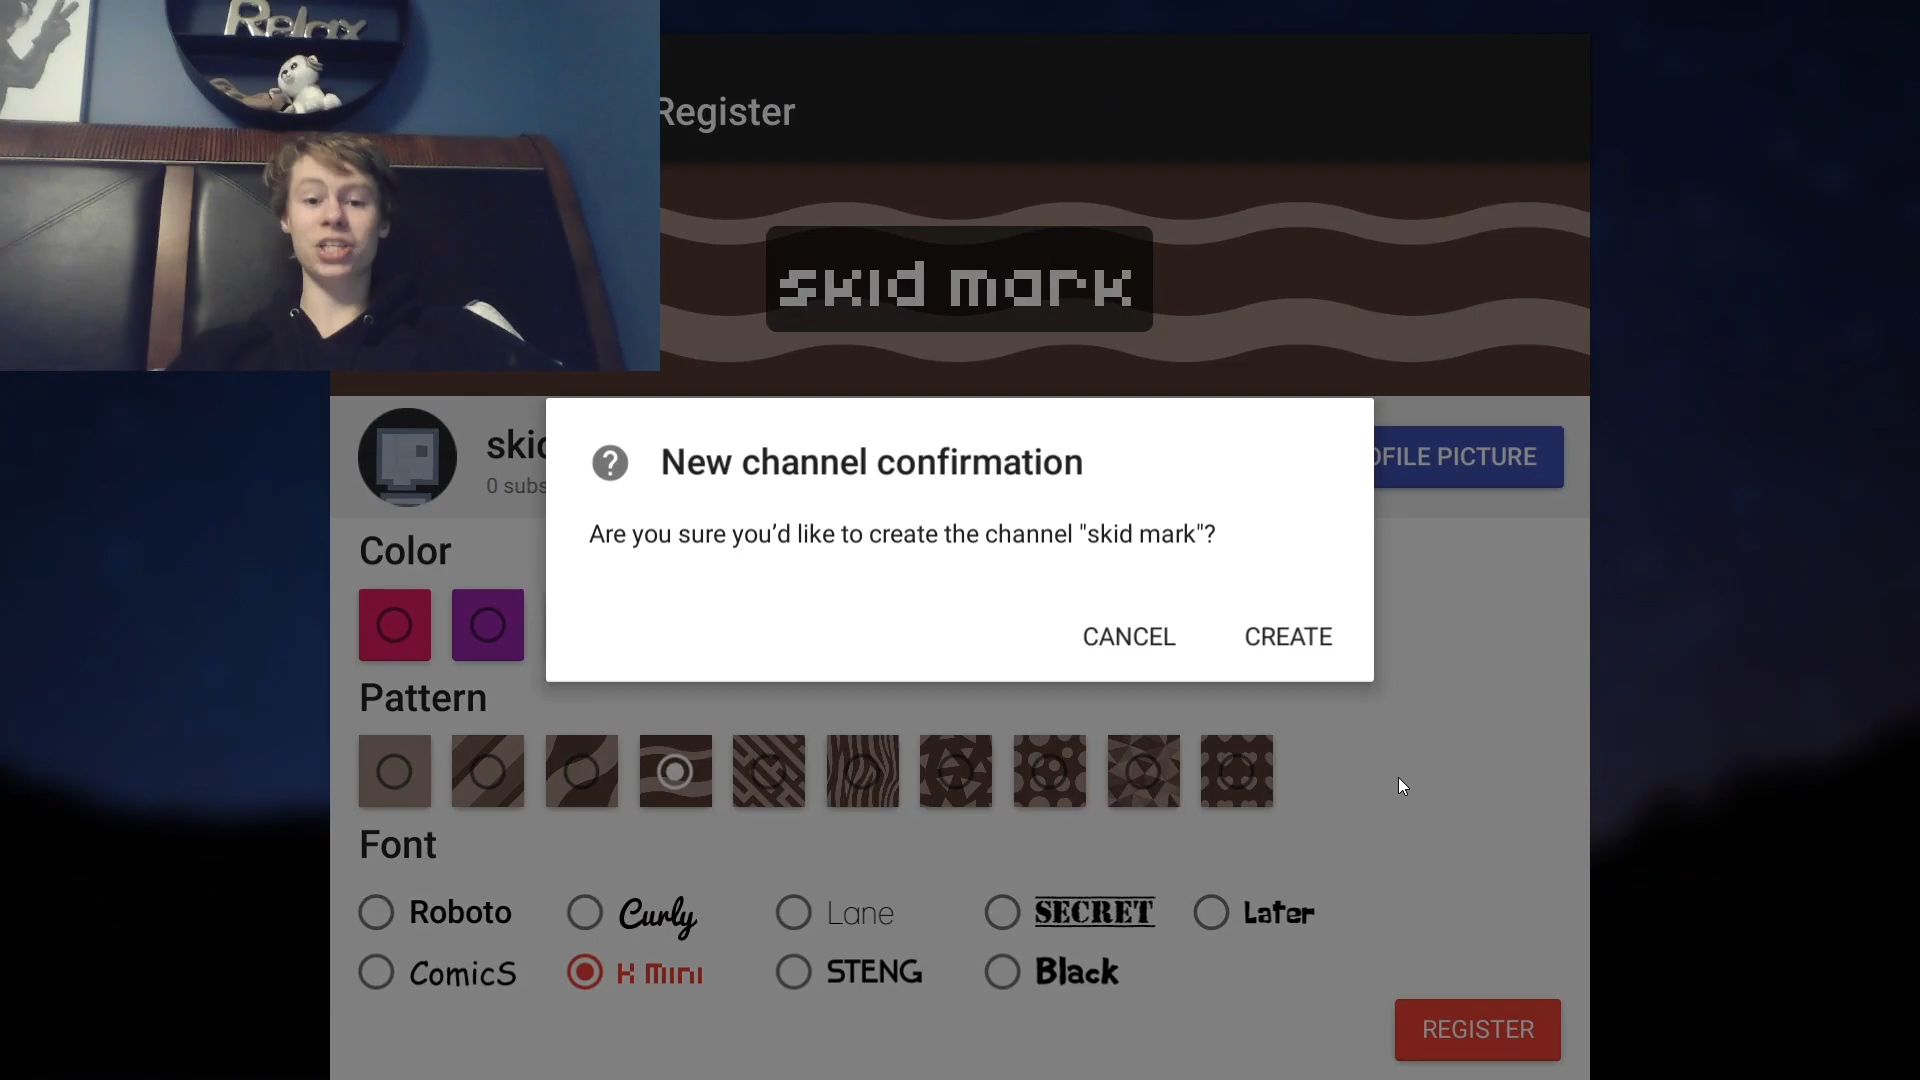 Relax
Register
skid mark
skid
0 subs
OFILE PICTURE
New channel confirmation
Are you sure you’d like to create the channel "skid mark"?
CANCEL
CREATE
Color
Pattern
Font
Roboto
Curly
Lane
SECRET
Later
ComicS
K Mini
STENG
Black
REGISTER